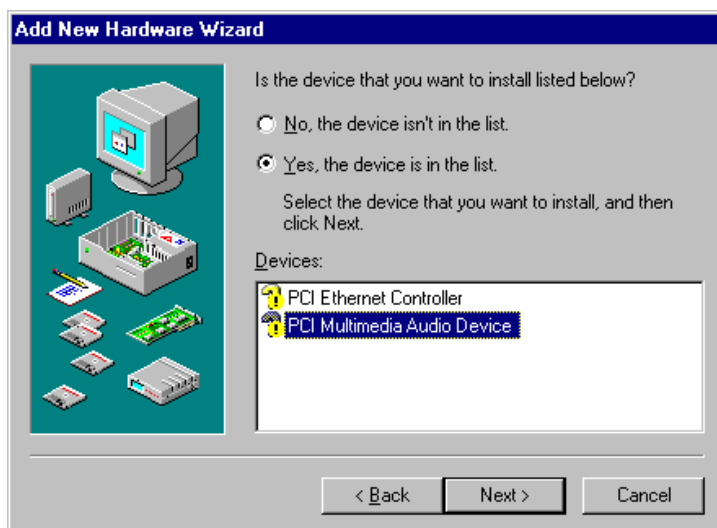 Add New Hardware Wizard
Is the device that you want to install listed below?
No, the device isn't in the list.
Yes, the device is in the list.
Select the device that you want to install, and then
click Next.
Devices:
PCI Ethernet Controller
PCI Multimedia Audio Device
< Back
Next >
Cancel